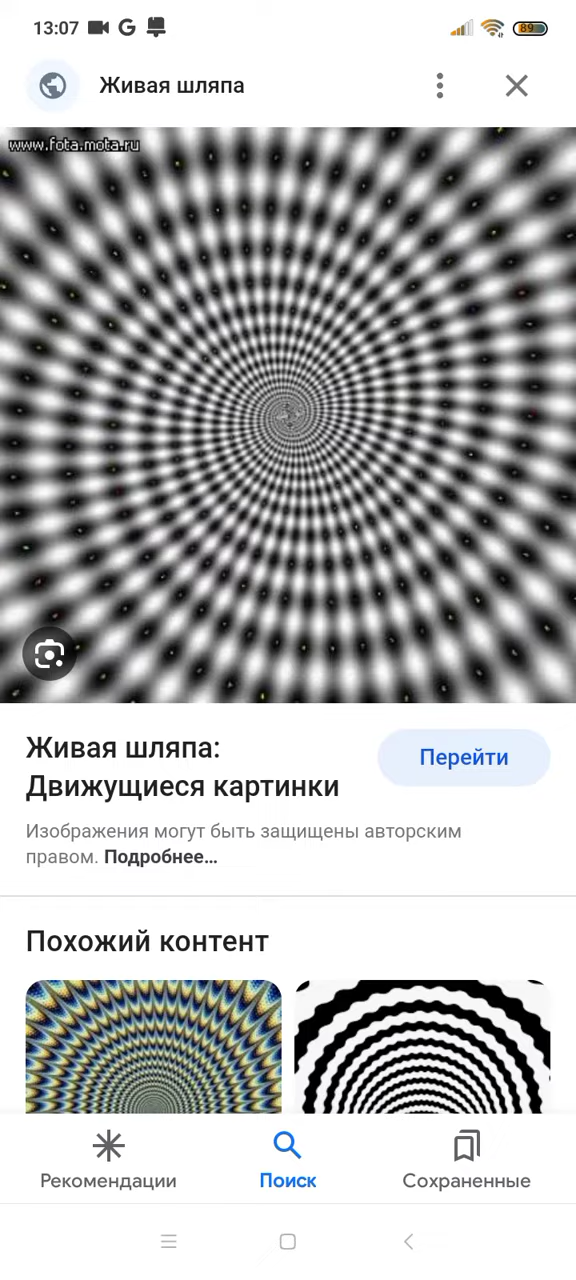 13:07
89
Живая шляпа
www.fota.mota.ru
Живая шляпа:
Движущиеся картинки
Перейти
Изображения могут быть защищены авторским
правом. Подробнее...
Похожий контент
Рекомендации
Поиск
Сохраненные